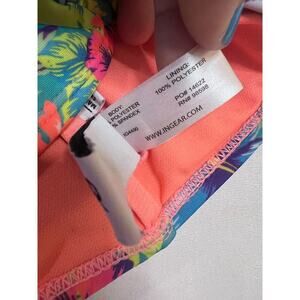 BODY:
POLYESTER
% SPANDEX
LINING:
100% POLYESTER
PO# 14622
RN# 98598
WWW.INGEAR.COM